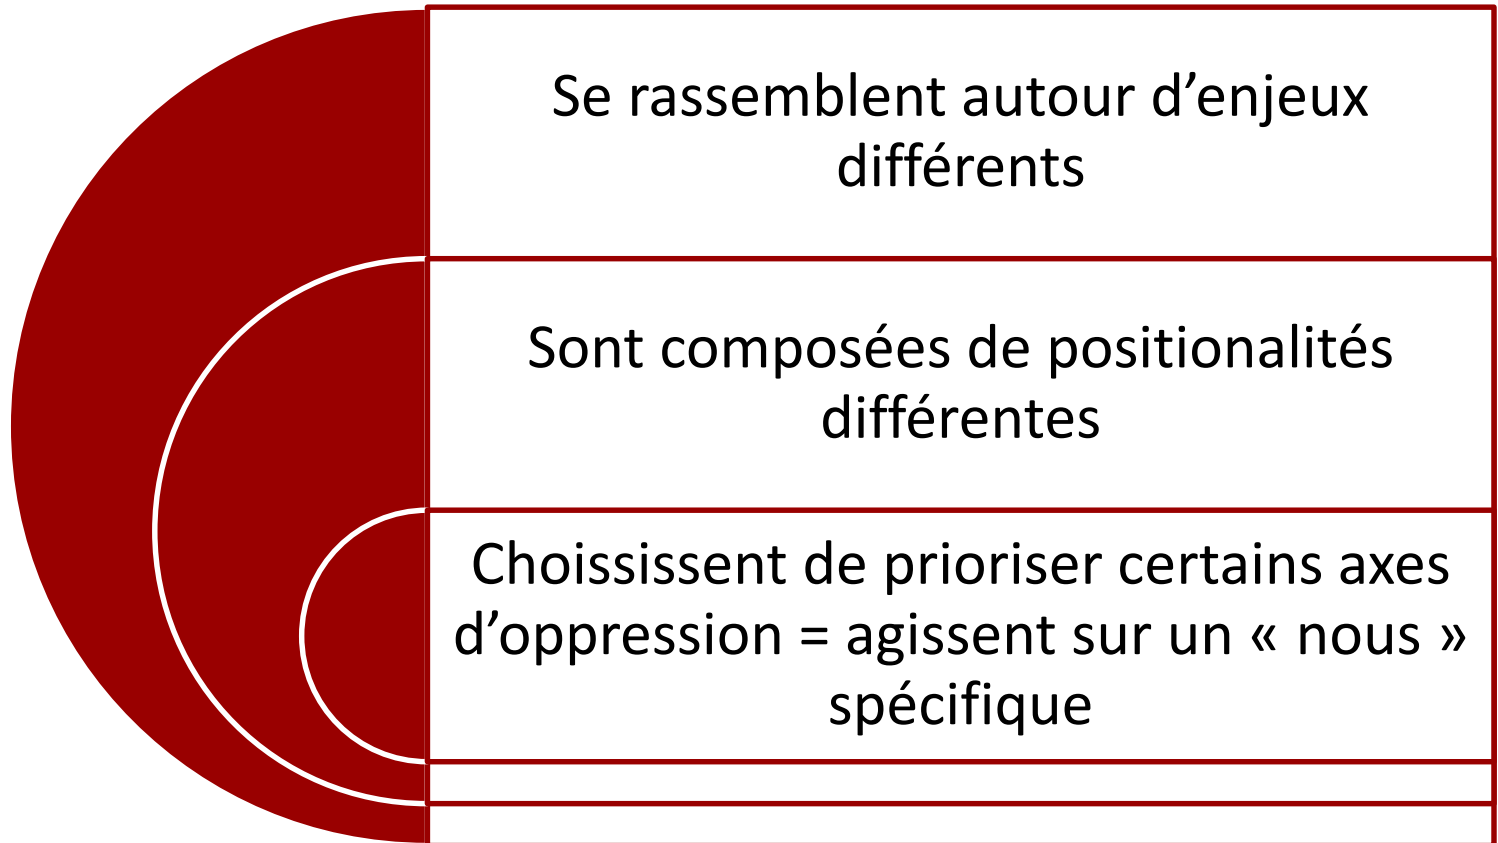 Se rassemblent autour d’enjeux
différents
Sont composées de positionalités
différentes
Choississent de prioriser certains axes
d’oppression = agissent sur un « nous »
spécifique